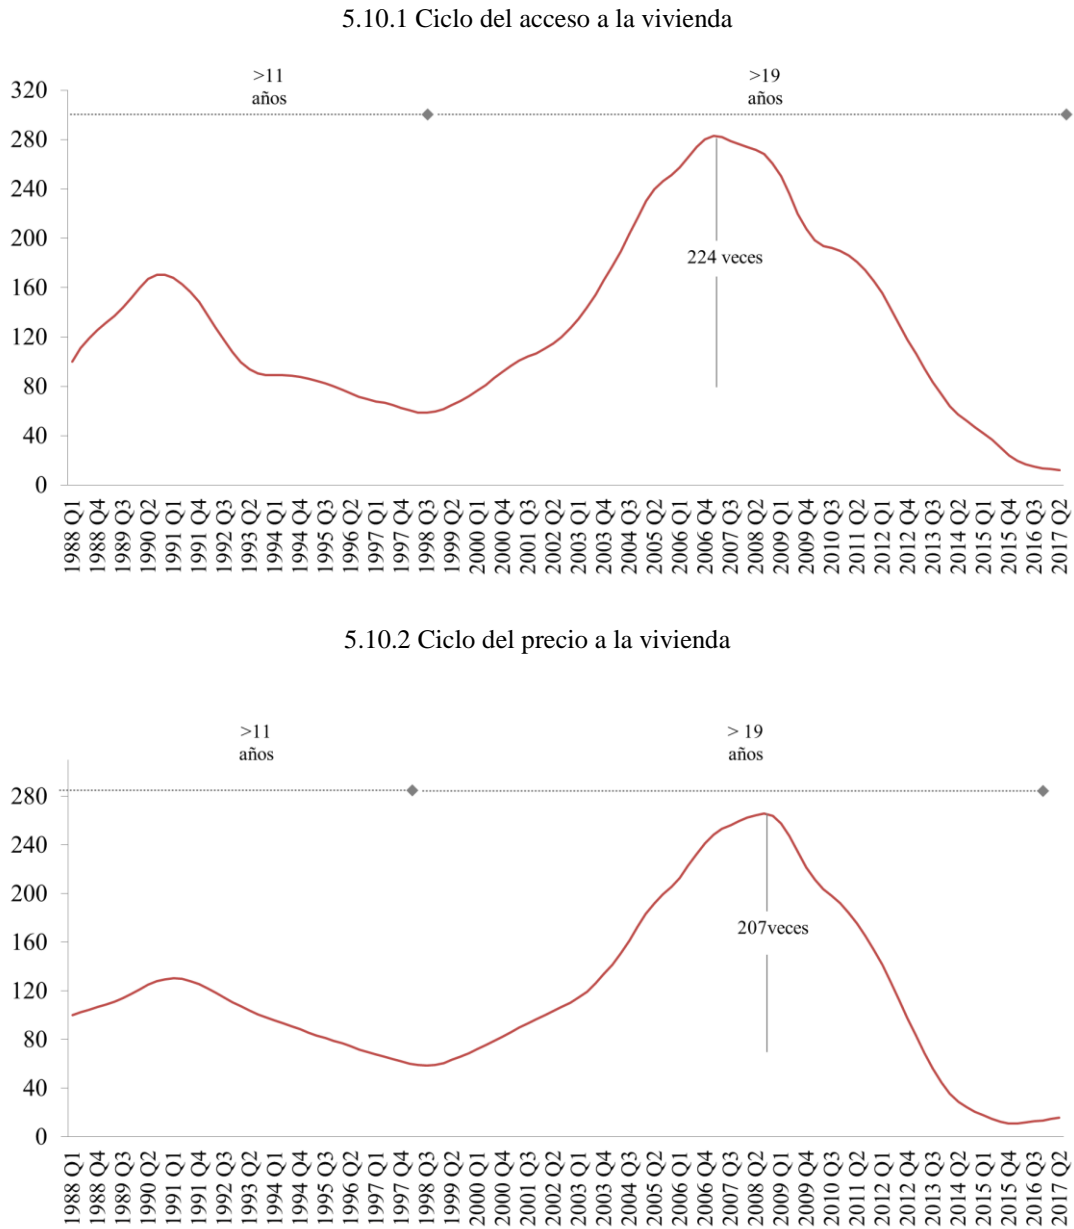 5.10.1 Ciclo del acceso a la vivienda
>11
años
>19
años
320
280
240
200
160
120
80
40
0
224 veces
1988 Q1
1988 Q4
1989 Q3
1990 Q2
1991 Q1
1991 Q4
1992 Q3
1993 Q2
1994 Q1
1994 Q4
1995 Q3
1996 Q2
1997 Q1
1997 Q4
1998 Q3
1999 Q2
2000 Q1
2000 Q4
2001 Q3
2002 Q2
2003 Q1
2003 Q4
2004 Q3
2005 Q2
2006 Q1
2006 Q4
2007 Q3
2008 Q2
2009 Q1
2009 Q4
2010 Q3
2011 Q2
2012 Q1
2012 Q4
2013 Q3
2014 Q2
2015 Q1
2015 Q4
2016 Q3
2017 Q2
5.10.2 Ciclo del precio a la vivienda
>11
años
> 19
años
280
240
200
160
120
80
40
0
207veces
1988 Q1
1988 Q4
1989 Q3
1990 Q2
1991 Q1
1991 Q4
1992 Q3
1993 Q2
1994 Q1
1994 Q4
1995 Q3
1996 Q2
1997 Q1
1997 Q4
1998 Q3
1999 Q2
2000 Q1
2000 Q4
2001 Q3
2002 Q2
2003 Q1
2003 Q4
2004 Q3
2005 Q2
2006 Q1
2006 Q4
2007 Q3
2008 Q2
2009 Q1
2009 Q4
2010 Q3
2011 Q2
2012 Q1
2012 Q4
2013 Q3
2014 Q2
2015 Q1
2015 Q4
2016 Q3
2017 Q2